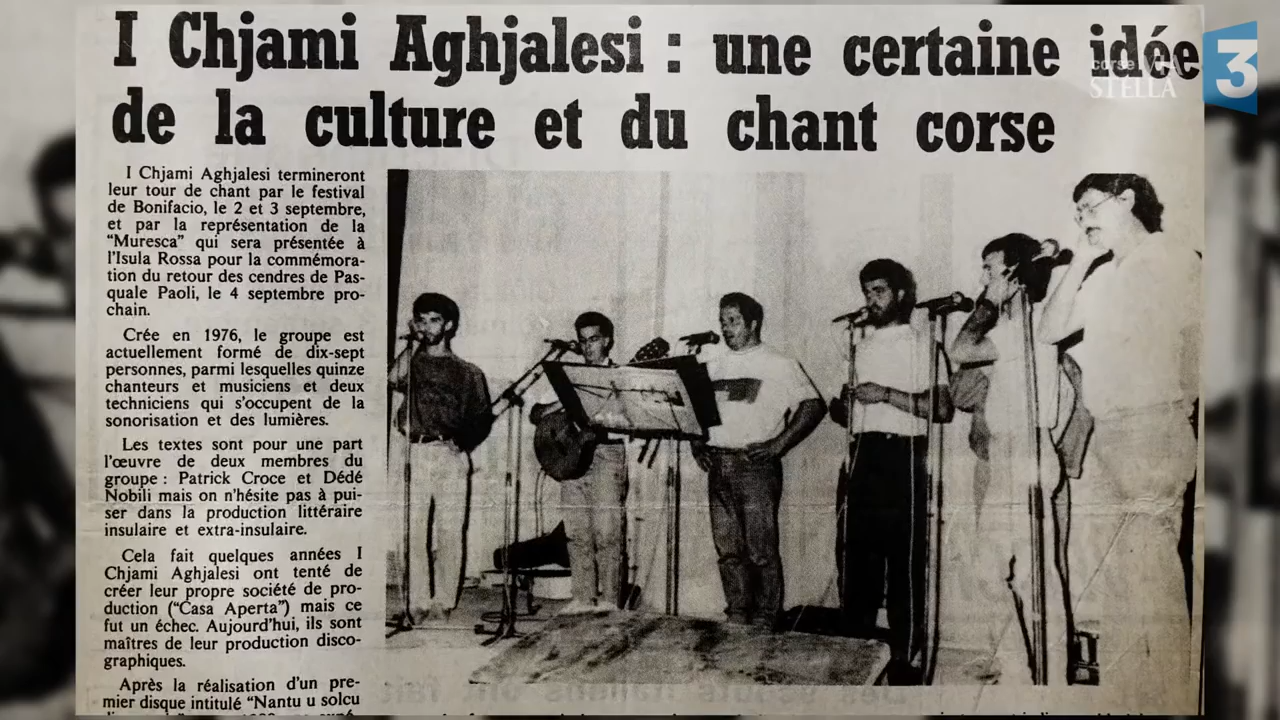 I Chjami Aghjalesi : une certaine idée
de la culture et du chant corse
corse VIA
STELLA
3
I Chjami Aghjalesi termineront
leur tour de chant par le festival
de Bonifacio, le 2 et 3 septembre,
et par la représentation de la
“Muresca” qui sera présentée à
l'Isula Rossa pour la commémora-
tion du retour des cendres de Pas-
quale Paoli, le 4 septembre pro-
chain.
Crée en 1976, le groupe est
actuellement formé de dix-sept
personnes, parmi lesquelles quinze
chanteurs et musiciens et deux
techniciens qui s'occupent de la
sonorisation et des lumières.
Les textes sont pour une part
l'œuvre de deux membres du
groupe : Patrick Croce et Dédé
Nobili mais on n'hésite pas à pui-
ser dans la production littéraire
insulaire et extra-insulaire.
Cela fait quelques années I
Chjami Aghjalesi ont tenté de
créer leur propre société de pro-
duction (“Casa Aperta”) mais ce
fut un échec. Aujourd'hui, ils sont
maîtres de leur production disco-
graphiques.
Après la réalisation d'un pre-
mier disque intitulé “Nantu u solcu